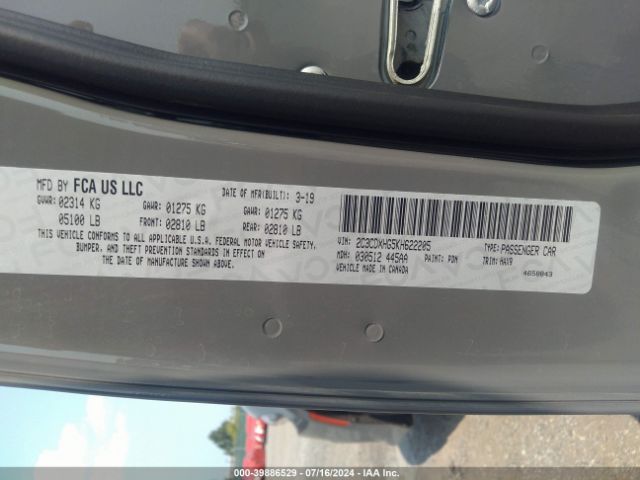 MFD BY FCA US LLC
DATE OF MFR(BUILT): 3-19
GVWR: 02314 KG GAWR: 01275 KG GAWR: 01275 KG
05100 LB FRONT: 02810 LB REAR: 02810 LB
THIS VEHICLE CONFORMS TO ALL APPLICABLE U.S.A. FEDERAL MOTOR VEHICLE SAFETY,
BUMPER, AND THEFT PREVENTION STANDARDS IN EFFECT ON
THE DATE OF MANUFACTURE SHOWN ABOVE.
VIN: 2C3CDXHG5KH622205 TYPE: PASSENGER CAR
MDH: 030512 445AA PAINT: PDN TRIM: HAX9
VEHICLE MADE IN CANADA
4658043
000-39886529 - 07/16/2024 - IAA Inc.